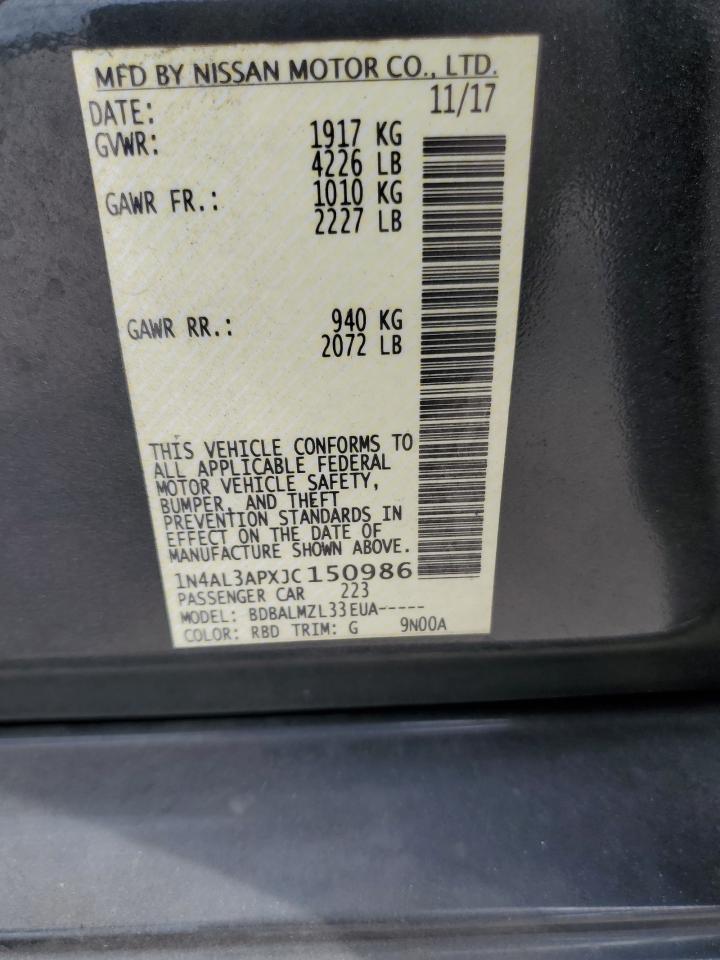 MFD BY NISSAN MOTOR CO., LTD.
DATE: 11/17
GVWR: 1917 KG
4226 LB
GAWR FR.: 1010 KG
2227 LB
GAWR RR.: 940 KG
2072 LB
THIS VEHICLE CONFORMS TO
ALL APPLICABLE FEDERAL
MOTOR VEHICLE SAFETY,
BUMPER, AND THEFT
PREVENTION STANDARDS IN
EFFECT ON THE DATE OF
MANUFACTURE SHOWN ABOVE.
1N4AL3APXJC150986
PASSENGER CAR 223
MODEL: BDBALMZL33EUA-----
COLOR: RBD TRIM: G 9N00A